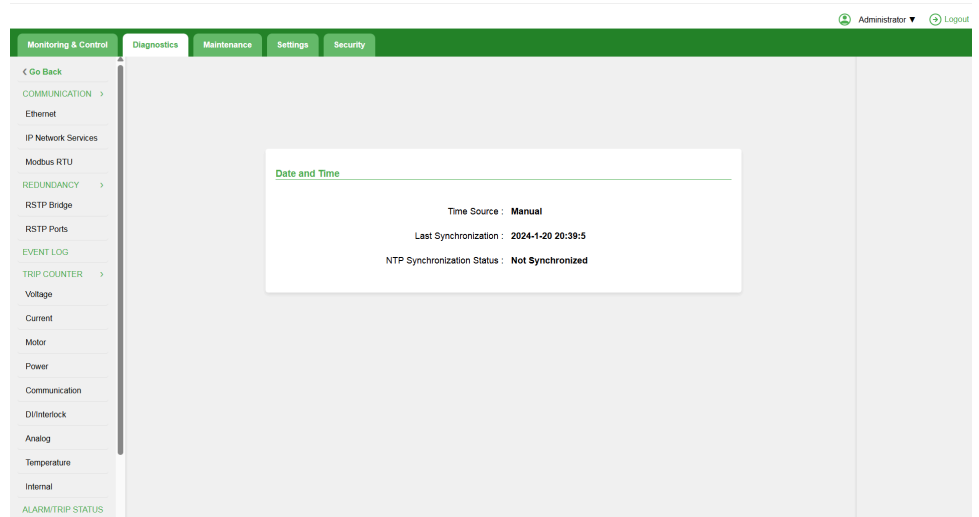 Administrator ▼ Logout
Monitoring & Control Diagnostics Maintenance Settings Security
Go Back
COMMUNICATION
Ethernet
IP Network Services
Modbus RTU
REDUNDANCY
RSTP Bridge
RSTP Ports
EVENT LOG
TRIP COUNTER
Voltage
Current
Motor
Power
Communication
DI/Interlock
Analog
Temperature
Internal
ALARM/TRIP STATUS
Date and Time
Time Source : Manual
Last Synchronization : 2024-1-20 20:39:5
NTP Synchronization Status : Not Synchronized